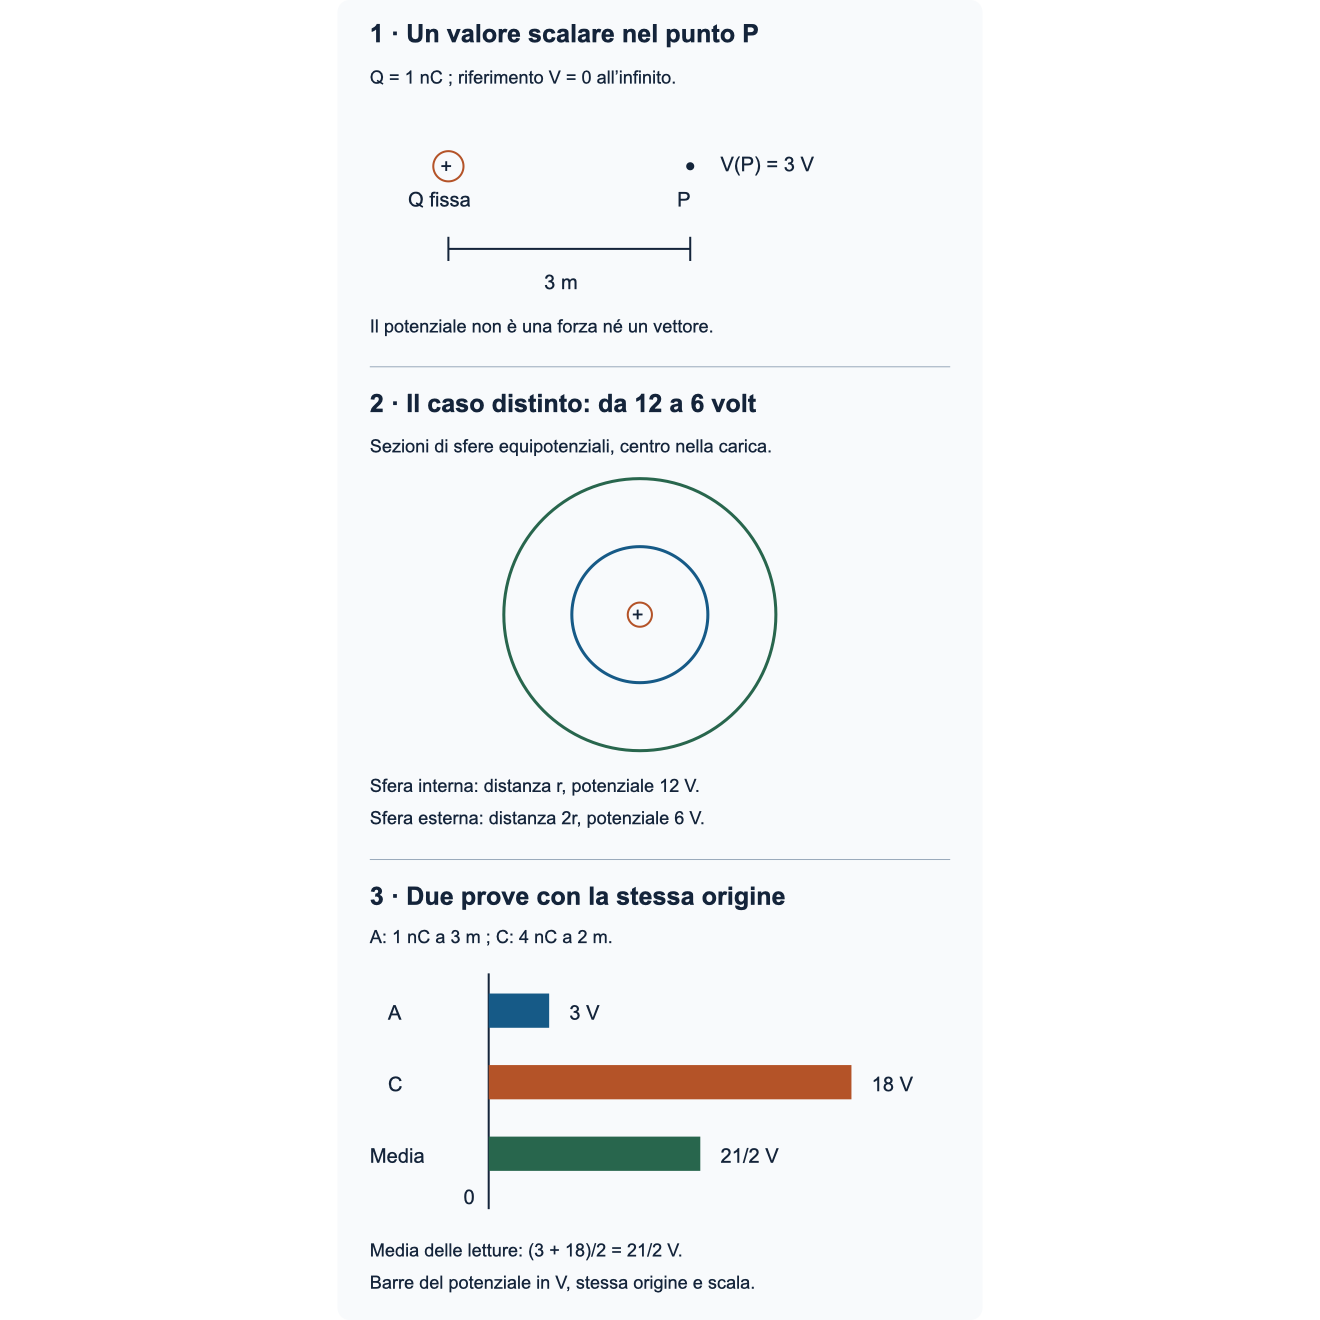 1 · Un valore scalare nel punto P
Q = 1 nC ; riferimento V = 0 all’infinito.
+
V(P) = 3 V
Q fissa
P
3 m
Il potenziale non è una forza né un vettore.
2 · Il caso distinto: da 12 a 6 volt
Sezioni di sfere equipotenziali, centro nella carica.
+
Sfera interna: distanza r, potenziale 12 V.
Sfera esterna: distanza 2r, potenziale 6 V.
3 · Due prove con la stessa origine
A: 1 nC a 3 m ; C: 4 nC a 2 m.
A 3 V
C 18 V
Media 21/2 V
0
Media delle letture: (3 + 18)/2 = 21/2 V.
Barre del potenziale in V, stessa origine e scala.